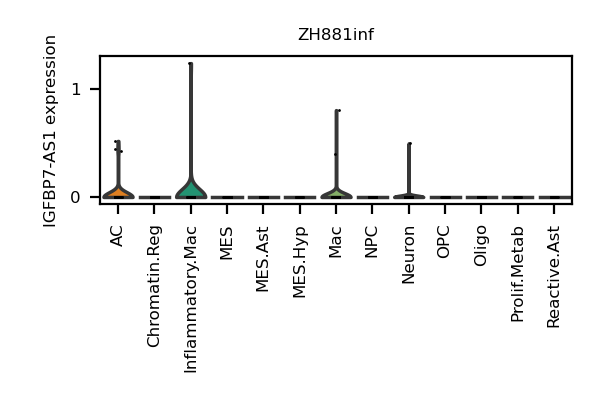 ZH881inf
IGFBP7-AS1 expression
1
0
AC
Chromatin.Reg
Inflammatory.Mac
MES
MES.Ast
MES.Hyp
Mac
NPC
Neuron
OPC
Oligo
Prolif.Metab
Reactive.Ast